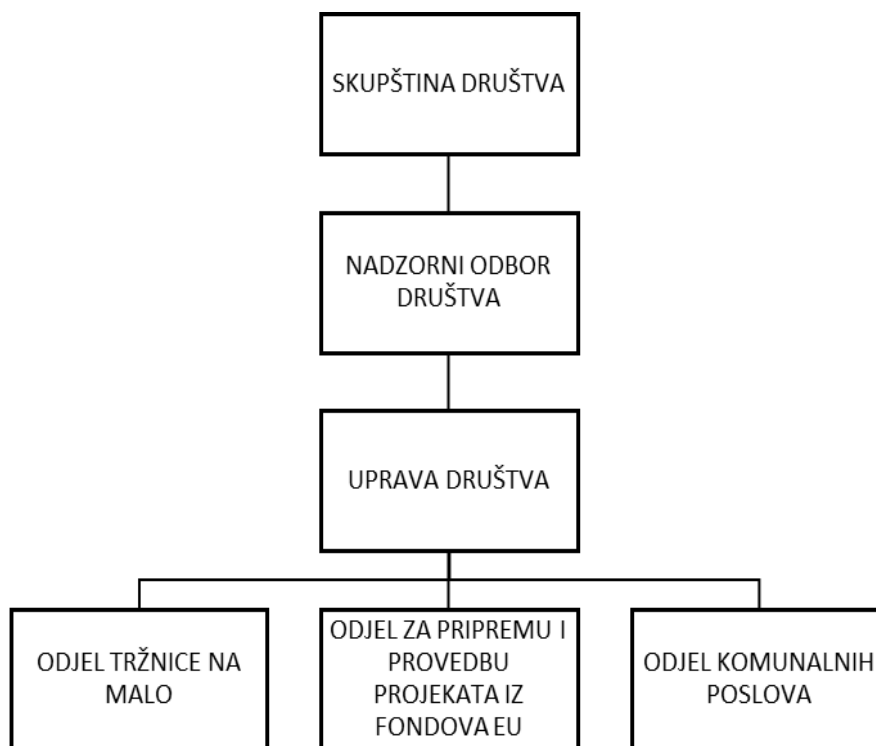 SKUPŠTINA DRUŠTVA
NADZORNI ODBOR
DRUŠTVA
UPRAVA DRUŠTVA
ODJEL TRŽNICE NA
MALO
ODJEL ZA PRIPREMU I
PROVEDBU
PROJEKATA IZ
FONDOVA EU
ODJEL KOMUNALNIH
POSLOVA